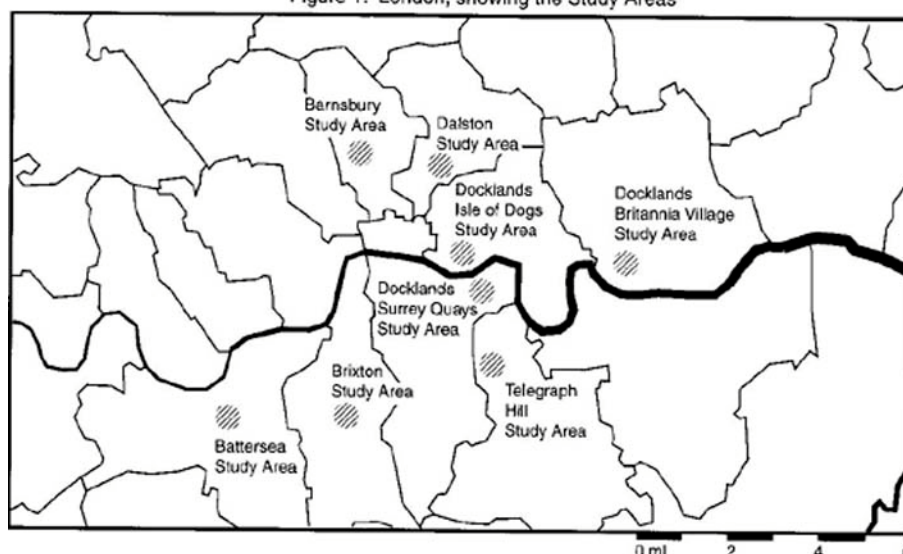 Figure 1. London, showing the Study Areas
Barnsbury
Study Area
Dalston
Study Area
Docklands
Isle of Dogs
Study Area
Docklands
Britannia Village
Study Area
Docklands
Surrey Quays
Study Area
Brixton
Study Area
Telegraph
Hill
Study Area
Battersea
Study Area
0 mi 2 4